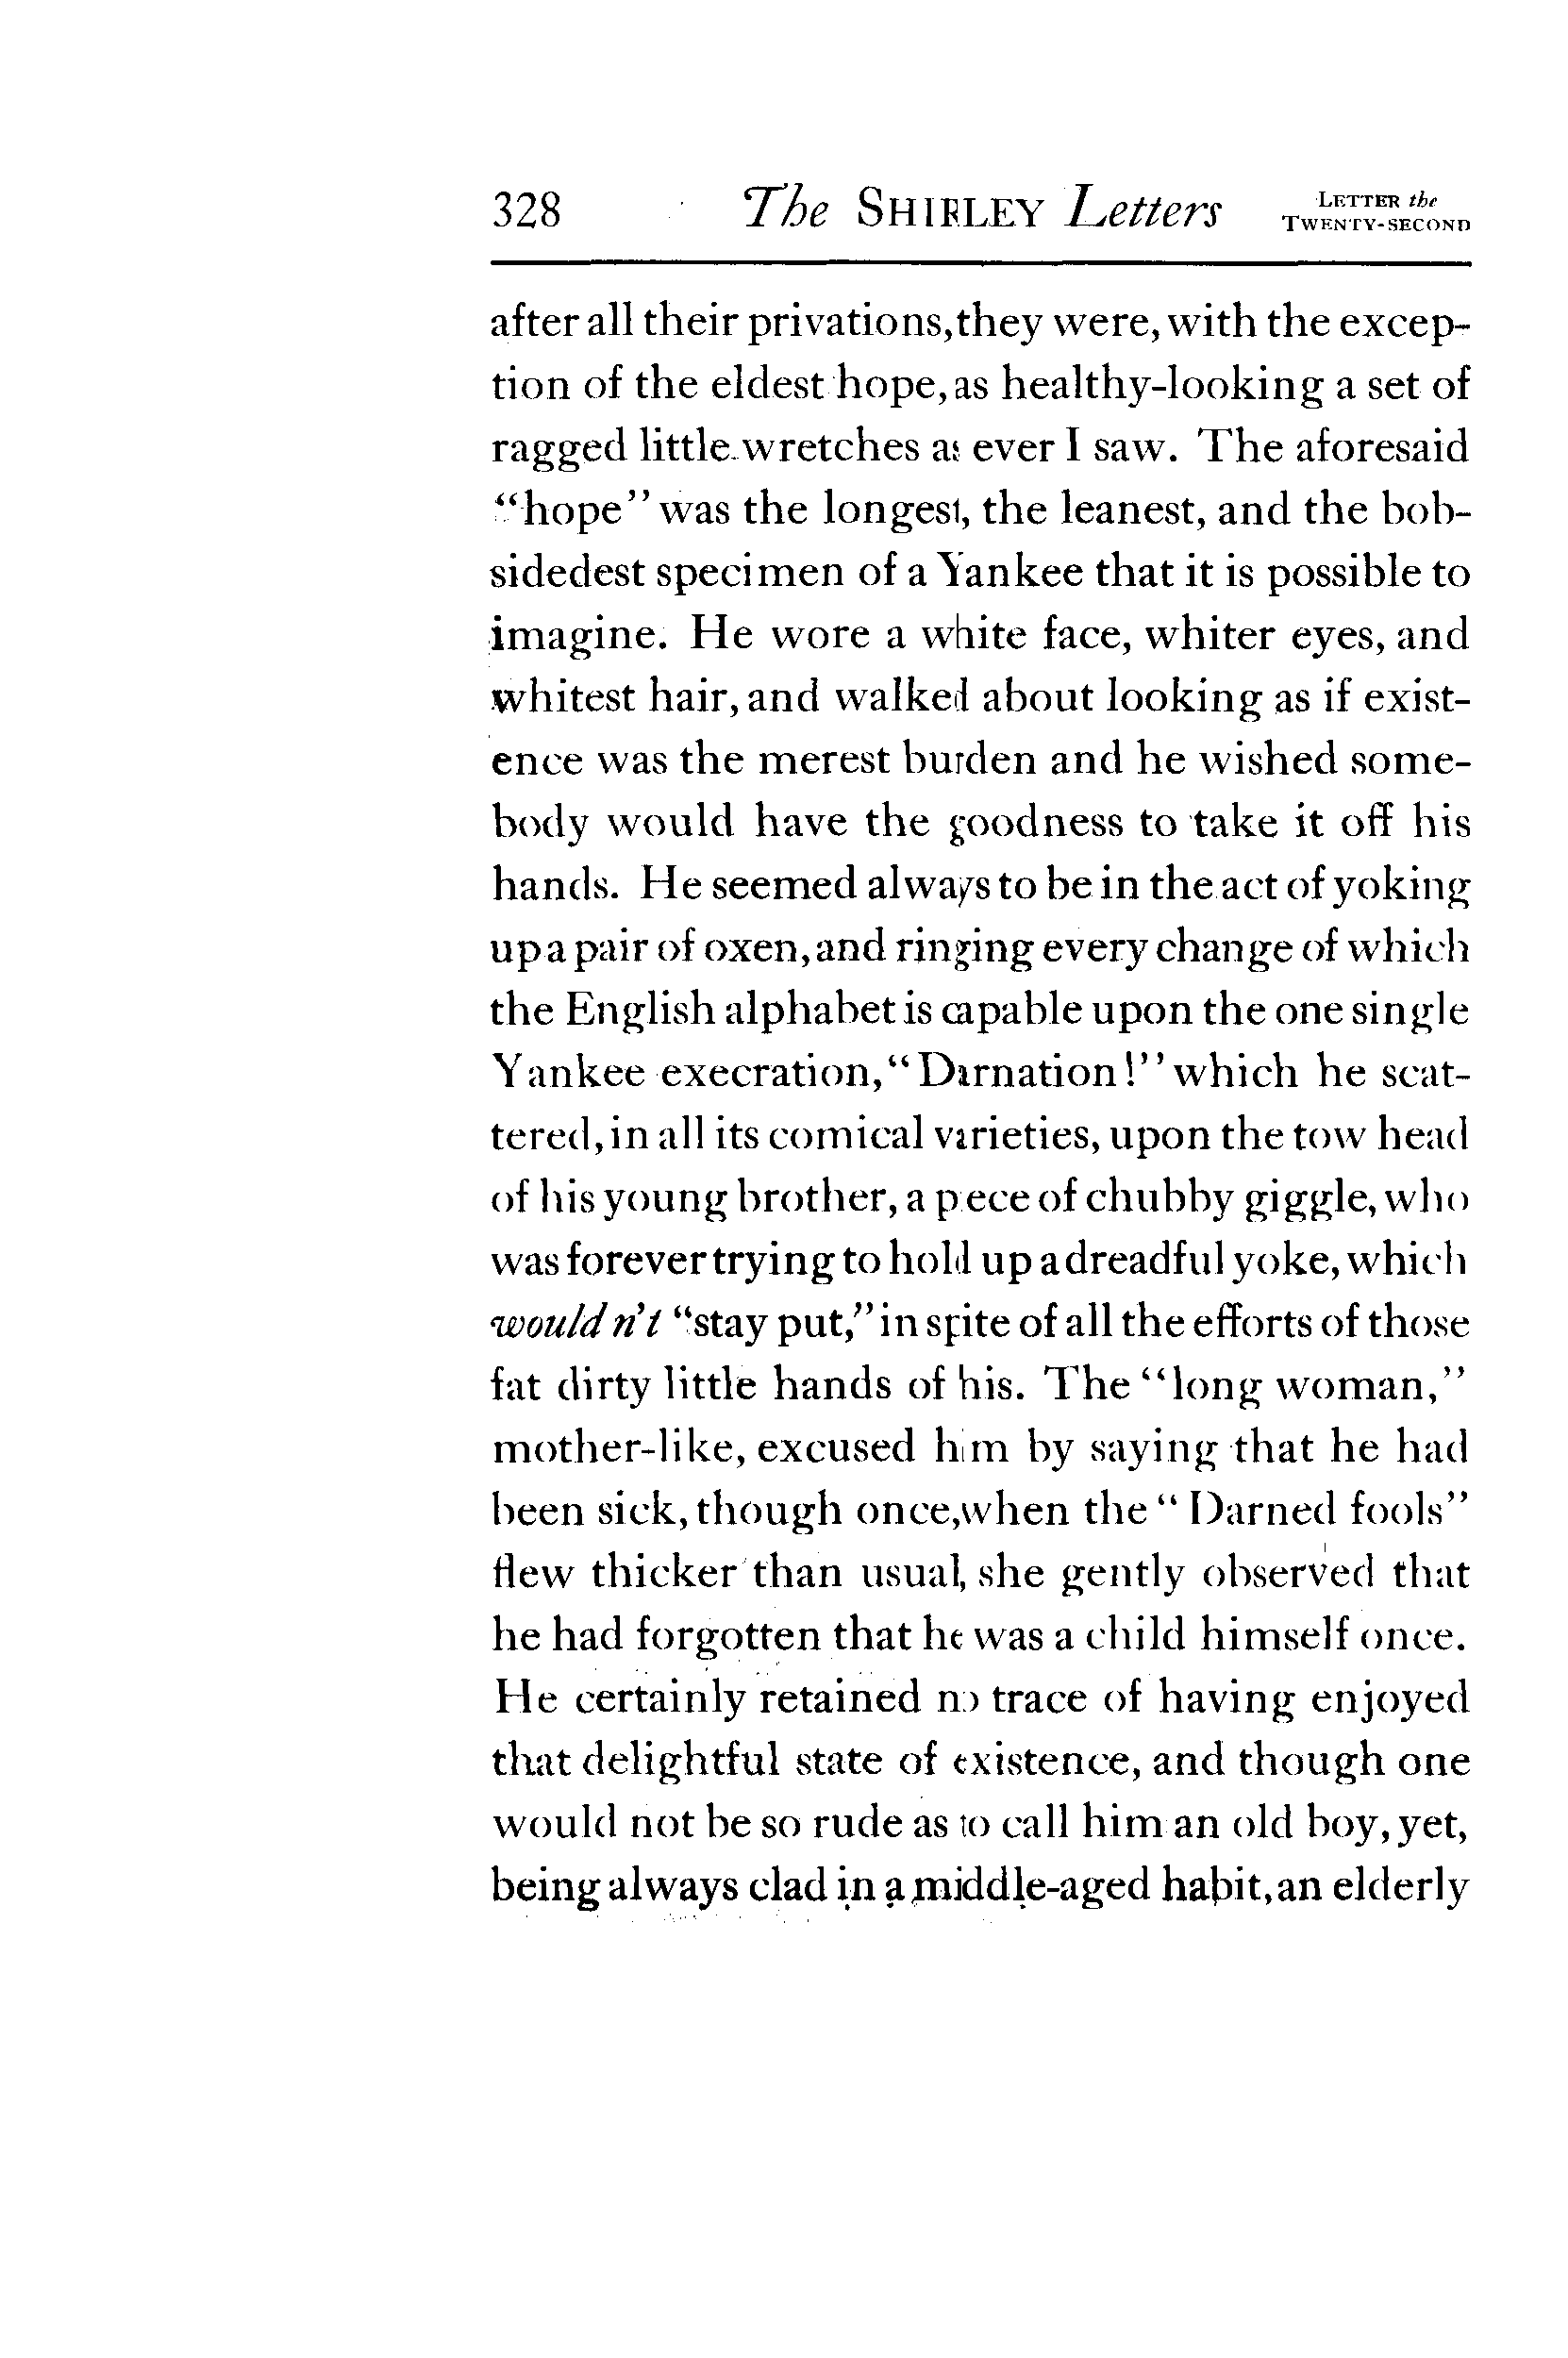 328 The SHIRLEY Letters LETTER the TWENTY-SECOND
after all their privations, they were, with the excep-
tion of the eldest hope, as healthy-looking a set of
ragged little wretches as ever I saw. The aforesaid
“hope” was the longest, the leanest, and the bob-
sidedest specimen of a Yankee that it is possible to
imagine. He wore a white face, whiter eyes, and
whitest hair, and walked about looking as if exist-
ence was the merest burden and he wished some-
body would have the goodness to take it off his
hands. He seemed always to be in the act of yoking
up a pair of oxen, and ringing every change of which
the English alphabet is capable upon the one single
Yankee execration, “Darnation!” which he scat-
tered, in all its comical varieties, upon the tow head
of his young brother, a piece of chubby giggle, who
was forever trying to hold up a dreadful yoke, which
wouldn't “stay put,” in spite of all the efforts of those
fat dirty little hands of his. The “long woman,”
mother-like, excused him by saying that he had
been sick, though once, when the “Darned fools”
flew thicker than usual, she gently observed that
he had forgotten that he was a child himself once.
He certainly retained no trace of having enjoyed
that delightful state of existence, and though one
would not be so rude as to call him an old boy, yet,
being always clad in a middle-aged habit, an elderly